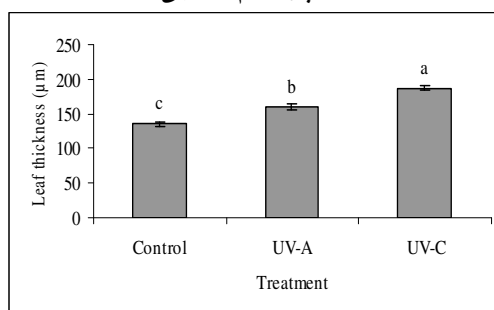 250
200
150
100
50
0
Leaf thickness (µm)
c
b
a
Control UV-A UV-C
Treatment